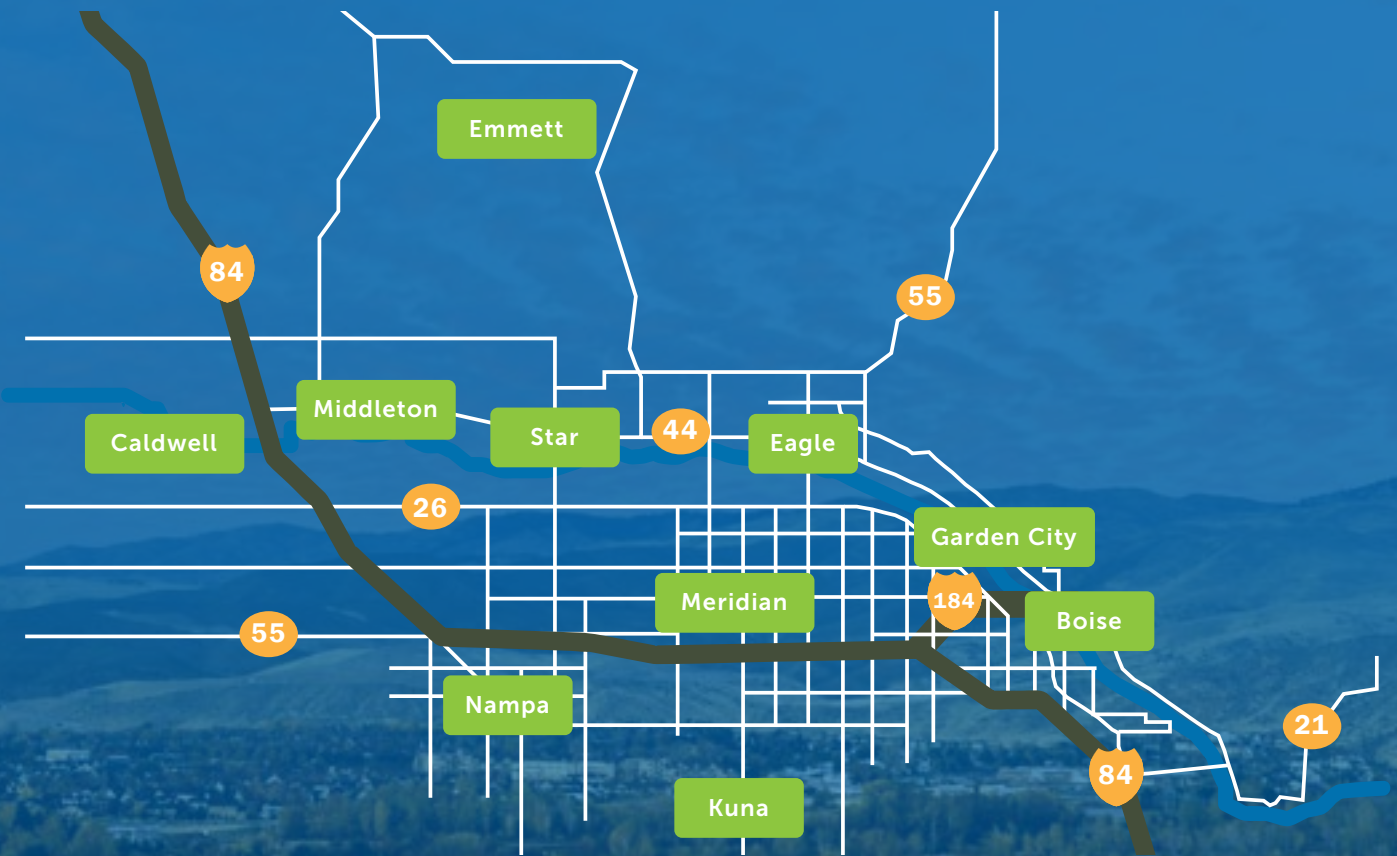 Emmett
84
55
Middleton
Caldwell
Star
44
Eagle
26
Garden City
Meridian
184
Boise
55
Nampa
21
84
Kuna